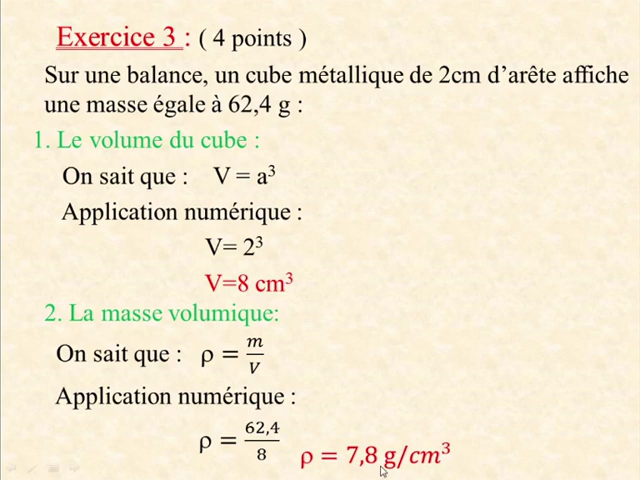 Exercice 3 : ( 4 points )
Sur une balance, un cube métallique de 2cm d’arête affiche
une masse égale à 62,4 g :
1. Le volume du cube :
On sait que : V = a³
Application numérique :
V= 2³
V=8 cm³
2. La masse volumique:
On sait que : ρ = m/V
Application numérique :
ρ = 62,4/8
ρ = 7,8 g/cm³